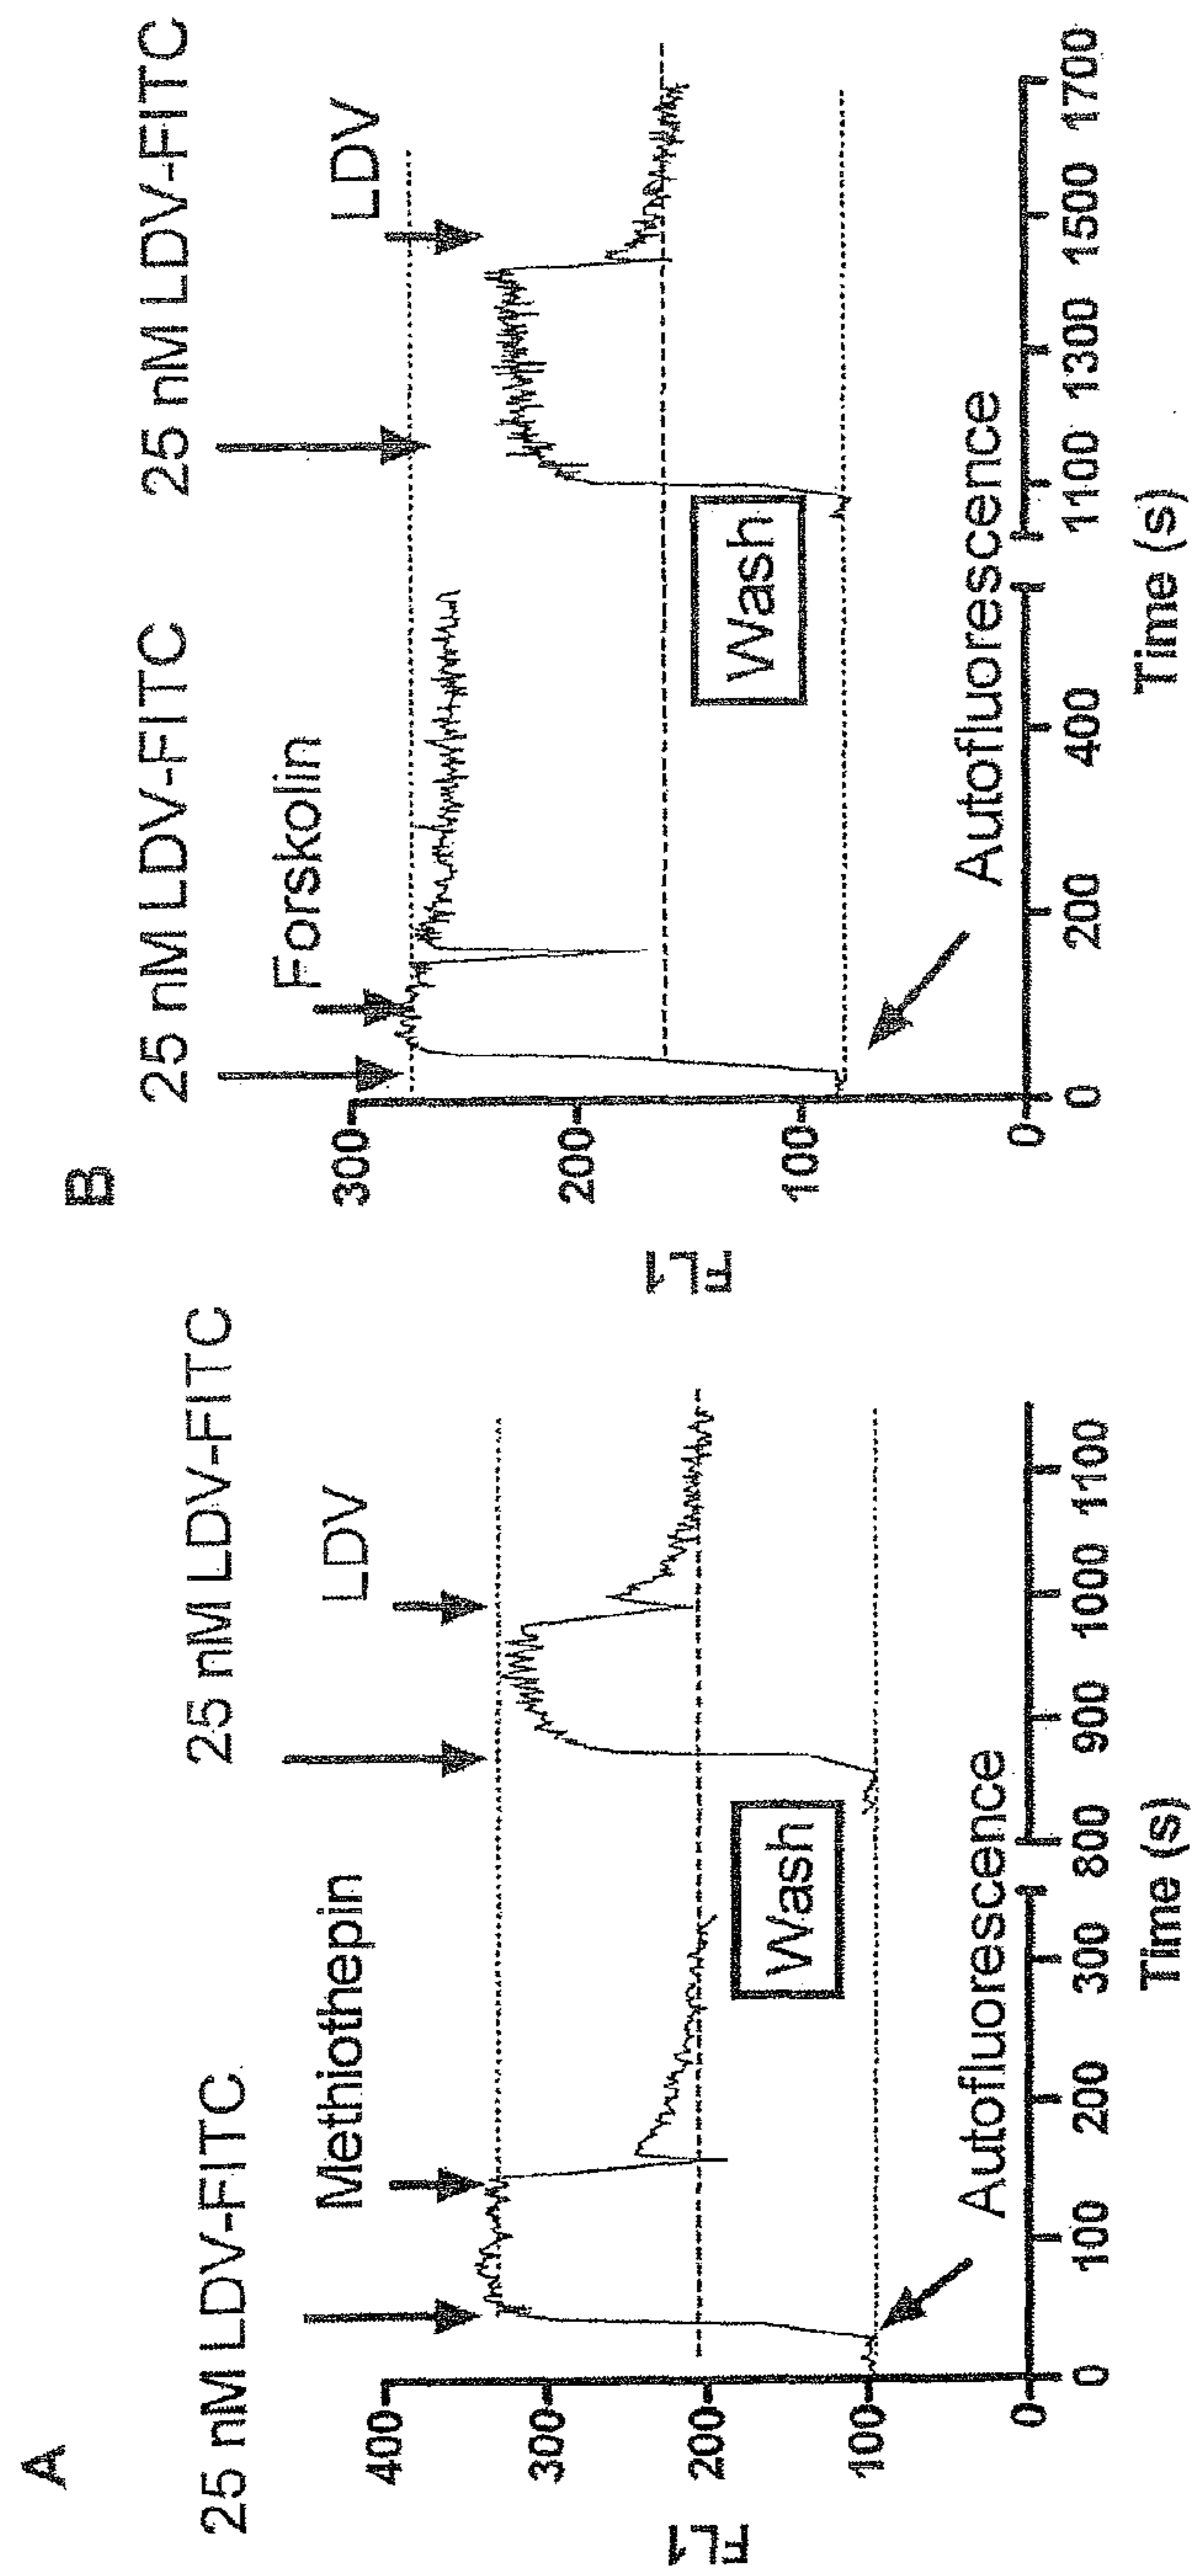 A
25 nM LDV-FITC
25 nM LDV-FITC
Methiothepin
LDV
400
300
200
100
0
FL1
Wash
Autofluorescence
0
100
200
300
800
900
1000
1100
Time (s)
B
25 nM LDV-FITC
25 nM LDV-FITC
Forskolin
LDV
300
200
100
0
FL1
Wash
Autofluorescence
0
200
400
1100
1300
1500
1700
Time (s)